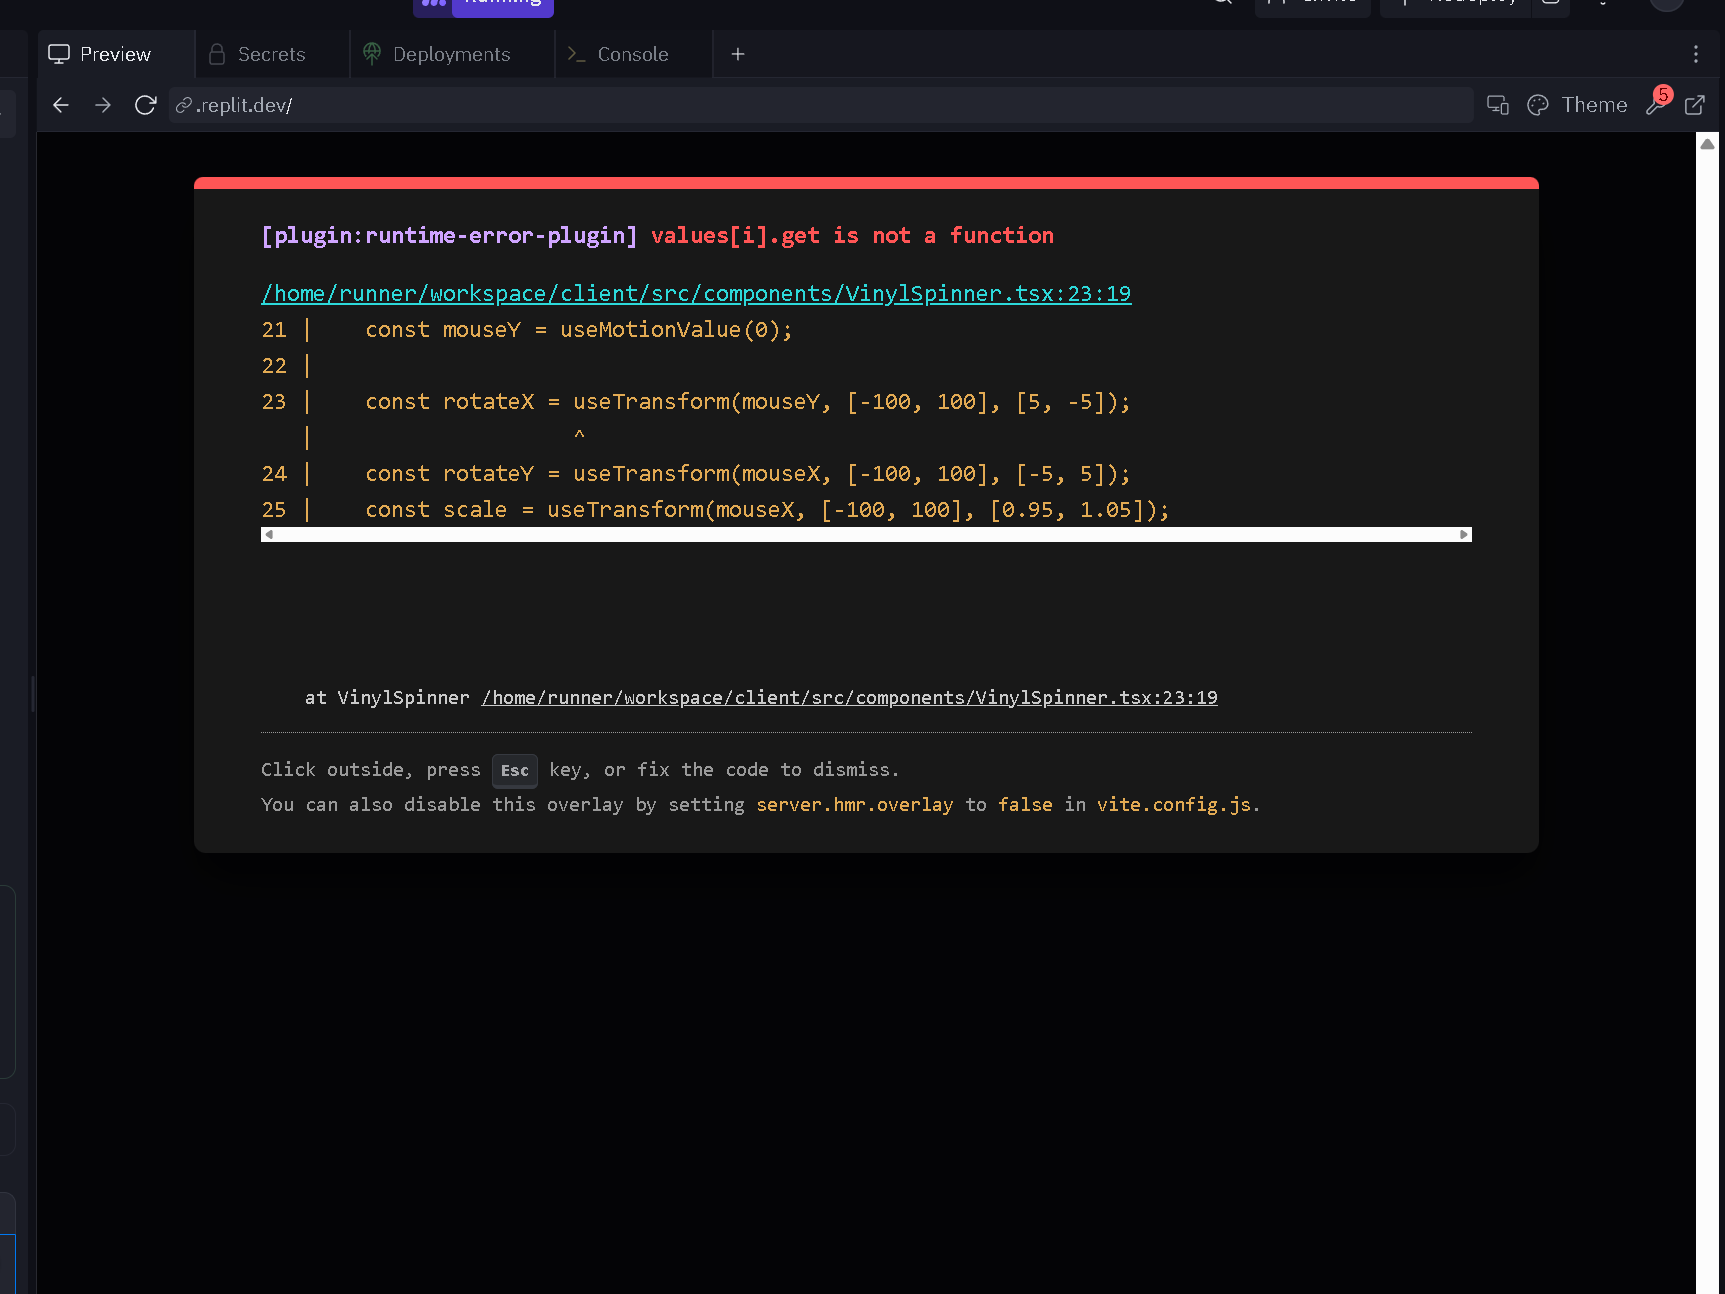 Running
Invite
Redeploy
Preview
Secrets
Deployments
Console
.replit.dev/
Theme
5
[plugin:runtime-error-plugin] values[i].get is not a function
/home/runner/workspace/client/src/components/VinylSpinner.tsx:23:19
21 |    const mouseY = useMotionValue(0);
22 |
23 |    const rotateX = useTransform(mouseY, [-100, 100], [5, -5]);
   |                    ^
24 |    const rotateY = useTransform(mouseX, [-100, 100], [-5, 5]);
25 |    const scale = useTransform(mouseX, [-100, 100], [0.95, 1.05]);
at VinylSpinner /home/runner/workspace/client/src/components/VinylSpinner.tsx:23:19
Click outside, press Esc key, or fix the code to dismiss.
You can also disable this overlay by setting server.hmr.overlay to false in vite.config.js.